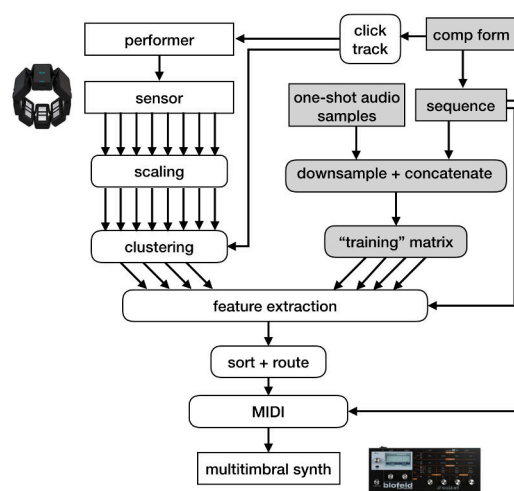 performer
click
track
comp form
sensor
one-shot audio
samples
sequence
scaling
downsample + concatenate
clustering
“training” matrix
feature extraction
sort + route
MIDI
multitimbral synth
blofeld